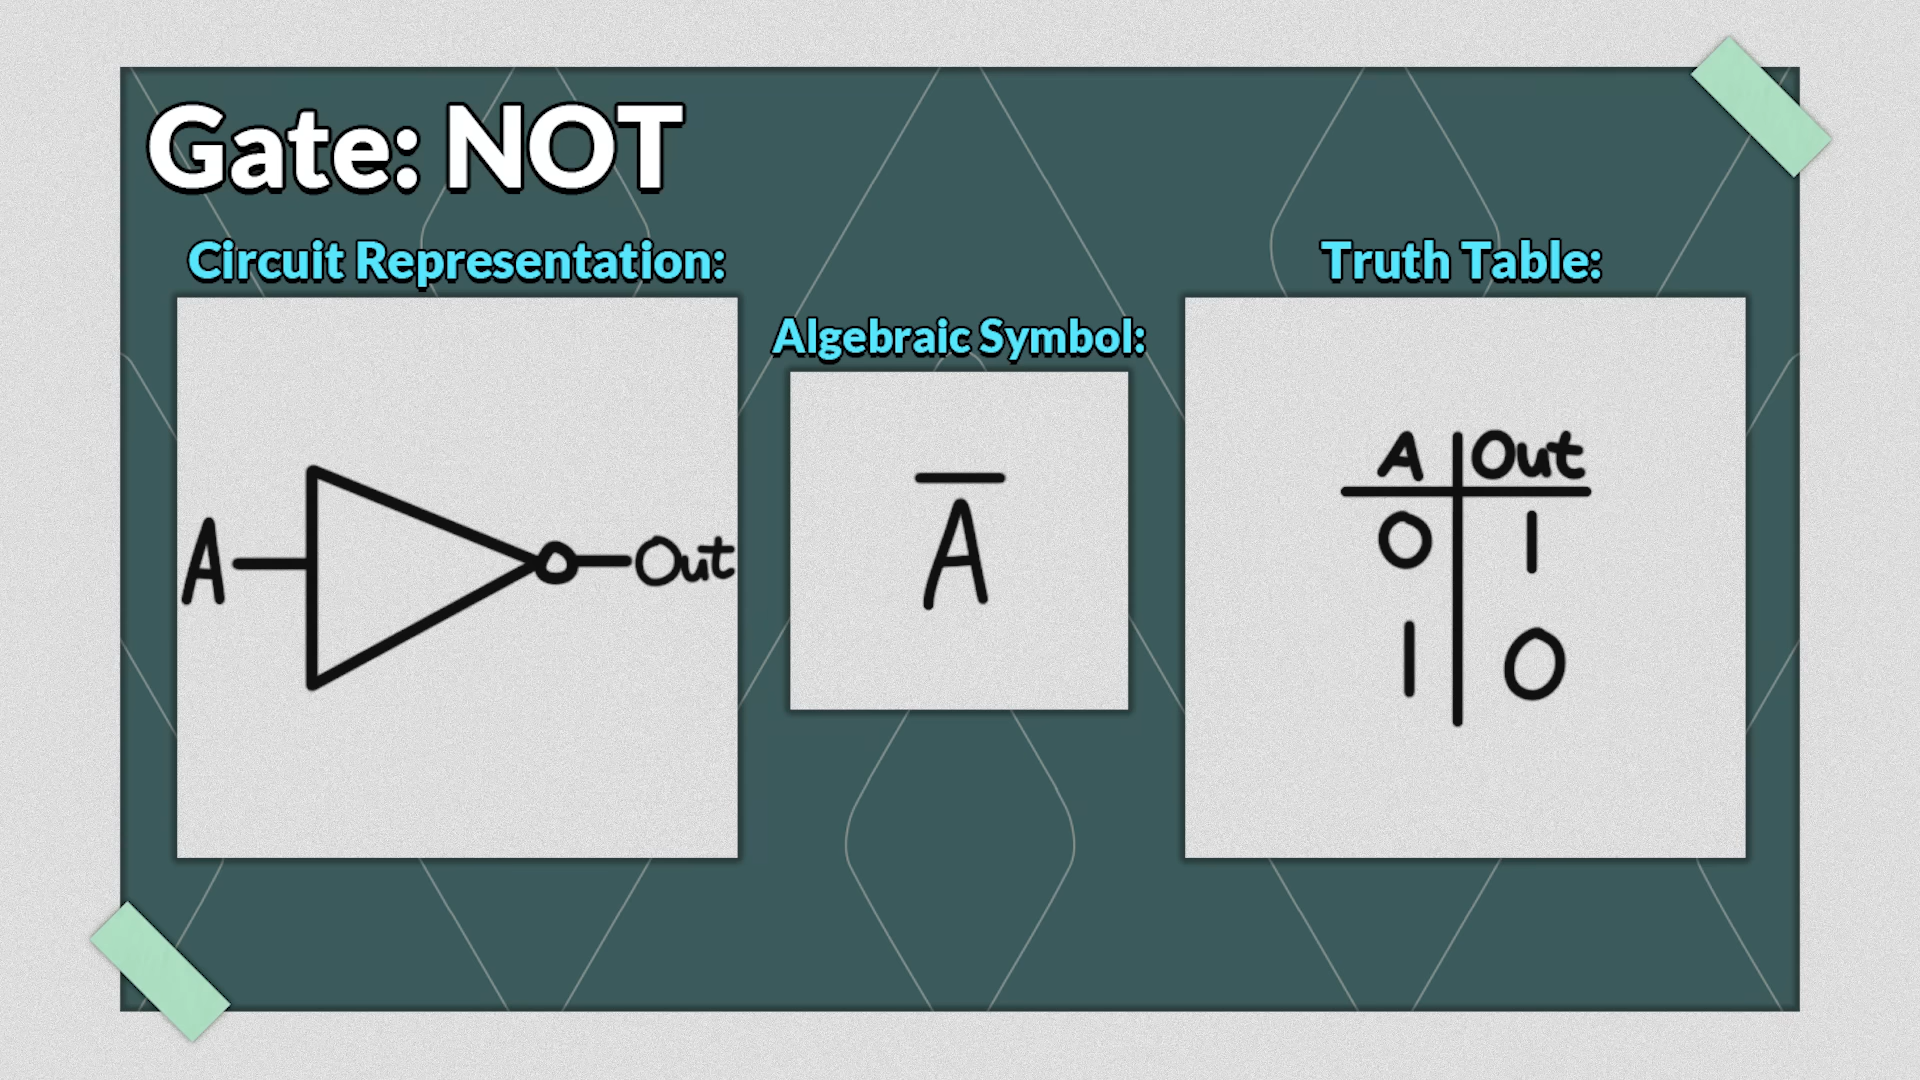 Gate: NOT
Circuit Representation:
A Out
Algebraic Symbol:
A̅
Truth Table:
A Out
0 1
1 0